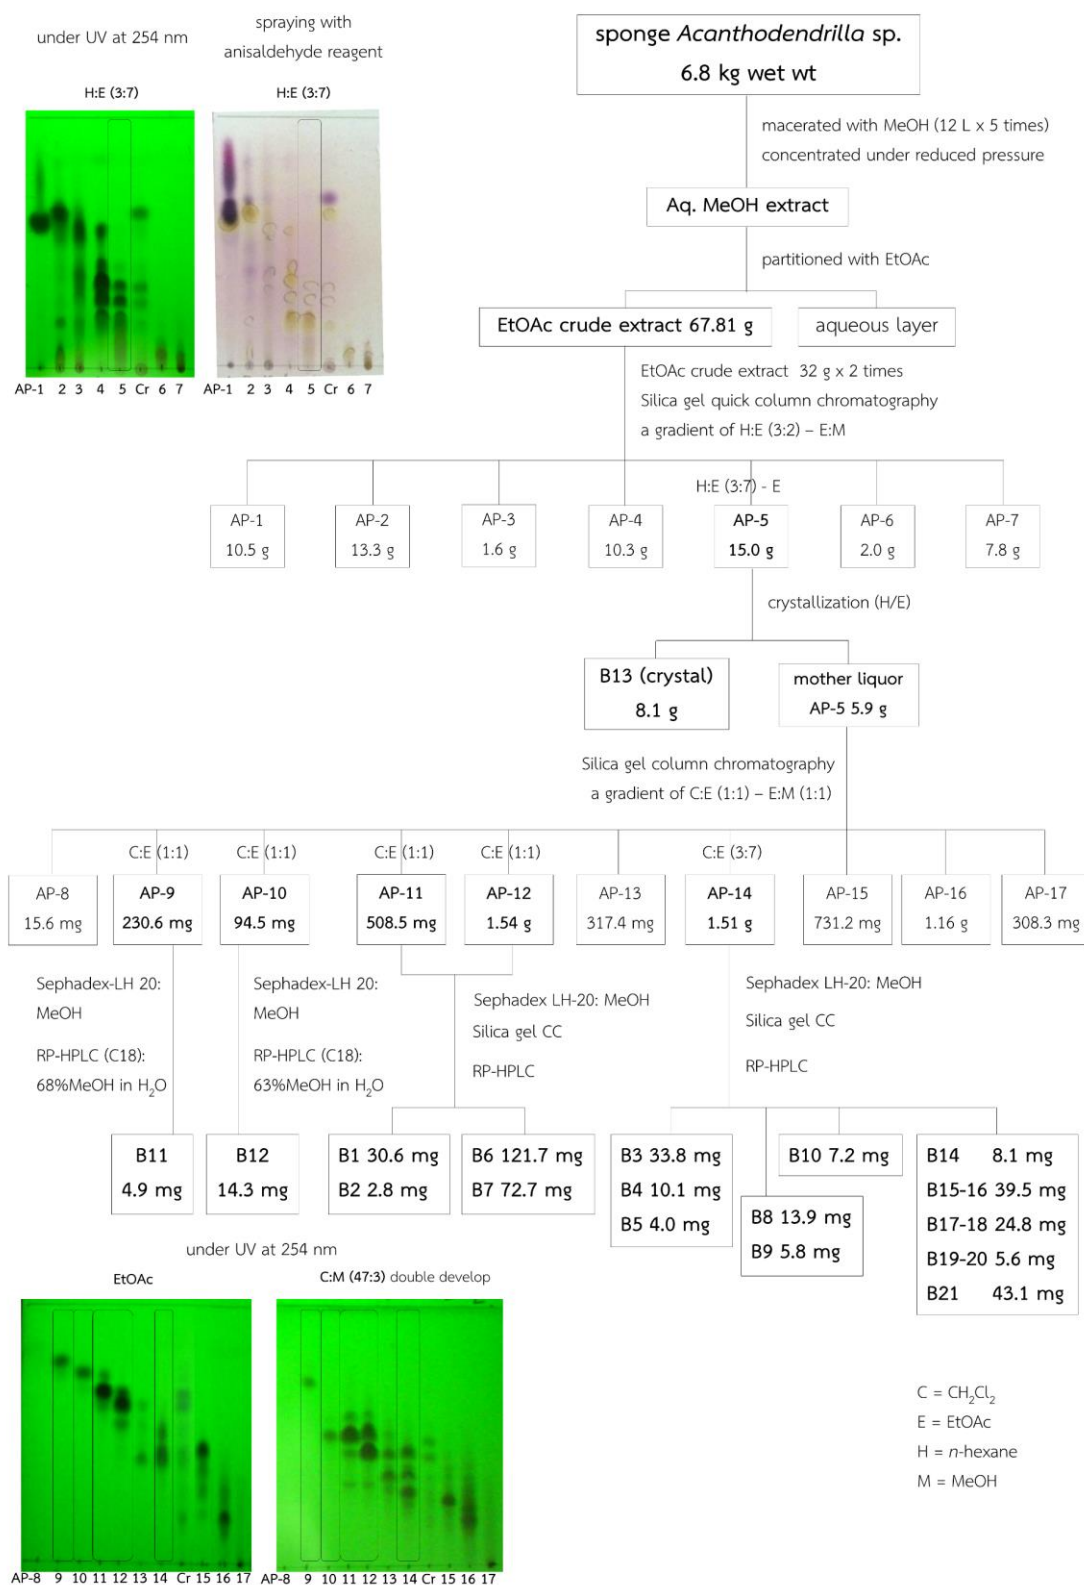 under UV at 254 nm
H:E (3:7)
AP-1 2 3 4 5 Cr 6 7
spraying with
anisaldehyde reagent
H:E (3:7)
AP-1 2 3 4 5 Cr 6 7
sponge Acanthodendrilla sp.
6.8 kg wet wt
macerated with MeOH (12 L x 5 times)
concentrated under reduced pressure
Aq. MeOH extract
partitioned with EtOAc
EtOAc crude extract 67.81 g
aqueous layer
EtOAc crude extract 32 g x 2 times
Silica gel quick column chromatography
a gradient of H:E (3:2) – E:M
H:E (3:7) - E
AP-1
10.5 g
AP-2
13.3 g
AP-3
1.6 g
AP-4
10.3 g
AP-5
15.0 g
AP-6
2.0 g
AP-7
7.8 g
crystallization (H/E)
B13 (crystal)
8.1 g
mother liquor
AP-5 5.9 g
Silica gel column chromatography
a gradient of C:E (1:1) – E:M (1:1)
C:E (1:1)
C:E (1:1)
C:E (1:1)
C:E (1:1)
C:E (3:7)
AP-8
15.6 mg
AP-9
230.6 mg
AP-10
94.5 mg
AP-11
508.5 mg
AP-12
1.54 g
AP-13
317.4 mg
AP-14
1.51 g
AP-15
731.2 mg
AP-16
1.16 g
AP-17
308.3 mg
Sephadex-LH 20:
MeOH
RP-HPLC (C18):
68%MeOH in H₂O
Sephadex-LH 20:
MeOH
RP-HPLC (C18):
63%MeOH in H₂O
Sephadex LH-20: MeOH
Silica gel CC
RP-HPLC
Sephadex LH-20: MeOH
Silica gel CC
RP-HPLC
B11
4.9 mg
B12
14.3 mg
B1 30.6 mg
B2 2.8 mg
B6 121.7 mg
B7 72.7 mg
B3 33.8 mg
B4 10.1 mg
B5 4.0 mg
B8 13.9 mg
B9 5.8 mg
B10 7.2 mg
B14 8.1 mg
B15-16 39.5 mg
B17-18 24.8 mg
B19-20 5.6 mg
B21 43.1 mg
under UV at 254 nm
EtOAc
AP-8 9 10 11 12 13 14 Cr 15 16 17
C:M (47:3) double develop
AP-8 9 10 11 12 13 14 Cr 15 16 17
C = CH₂Cl₂
E = EtOAc
H = n-hexane
M = MeOH